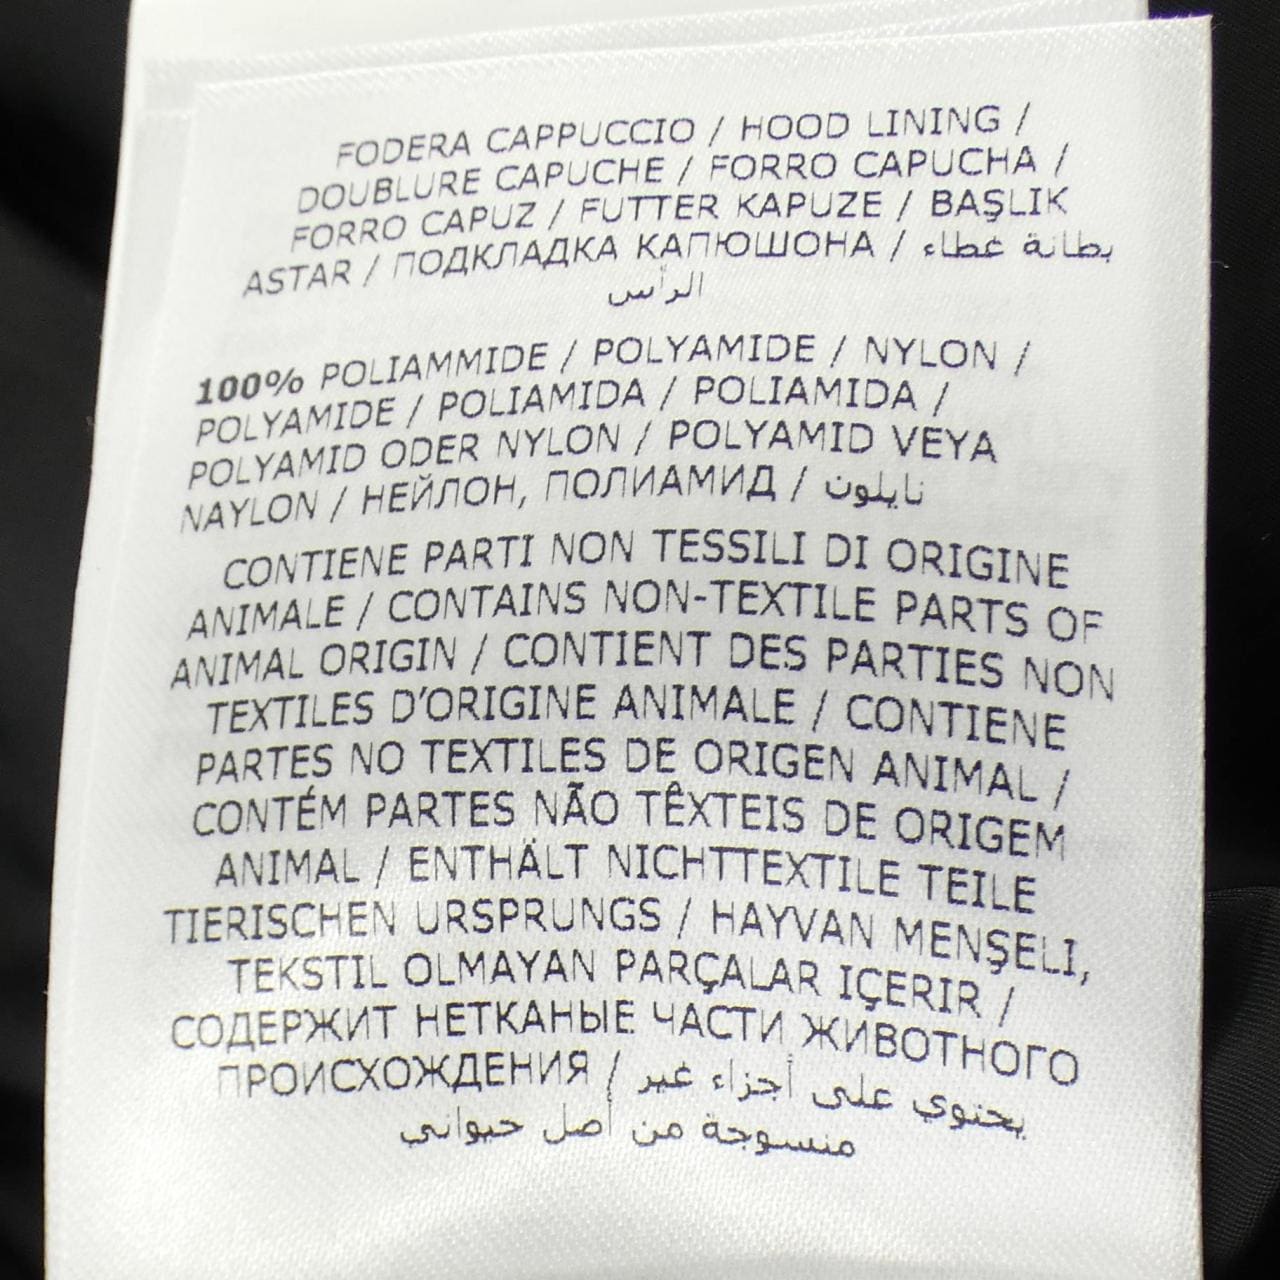 FODERA CAPPUCCIO / HOOD LINING /
DOUBLURE CAPUCHE / FORRO CAPUCHA /
FORRO CAPUZ / FUTTER KAPUZE / BAŞLIK
ASTAR / ПОДКЛАДКА КАПЮШОНА / بطانة غطاء
الرأس
100% POLIAMMIDE / POLYAMIDE / NYLON /
POLYAMIDE / POLIAMIDA / POLIAMIDA /
POLYAMID ODER NYLON / POLYAMID VEYA
NAYLON / НЕЙЛОН, ПОЛИАМИД / نايلون
CONTIENE PARTI NON TESSILI DI ORIGINE
ANIMALE / CONTAINS NON-TEXTILE PARTS OF
ANIMAL ORIGIN / CONTIENT DES PARTIES NON
TEXTILES D'ORIGINE ANIMALE / CONTIENE
PARTES NO TEXTILES DE ORIGEN ANIMAL /
CONTÉM PARTES NÃO TÊXTEIS DE ORIGEM
ANIMAL / ENTHÄLT NICHTTEXTILE TEILE
TIERISCHEN URSPRUNGS / HAYVAN MENŞELI,
TEKSTIL OLMAYAN PARÇALAR IÇERIR /
СОДЕРЖИТ НЕТКАНЫЕ ЧАСТИ ЖИВОТНОГО
ПРОИСХОЖДЕНИЯ / يحتوي على أجزاء غير
منسوجة من أصل حيواني